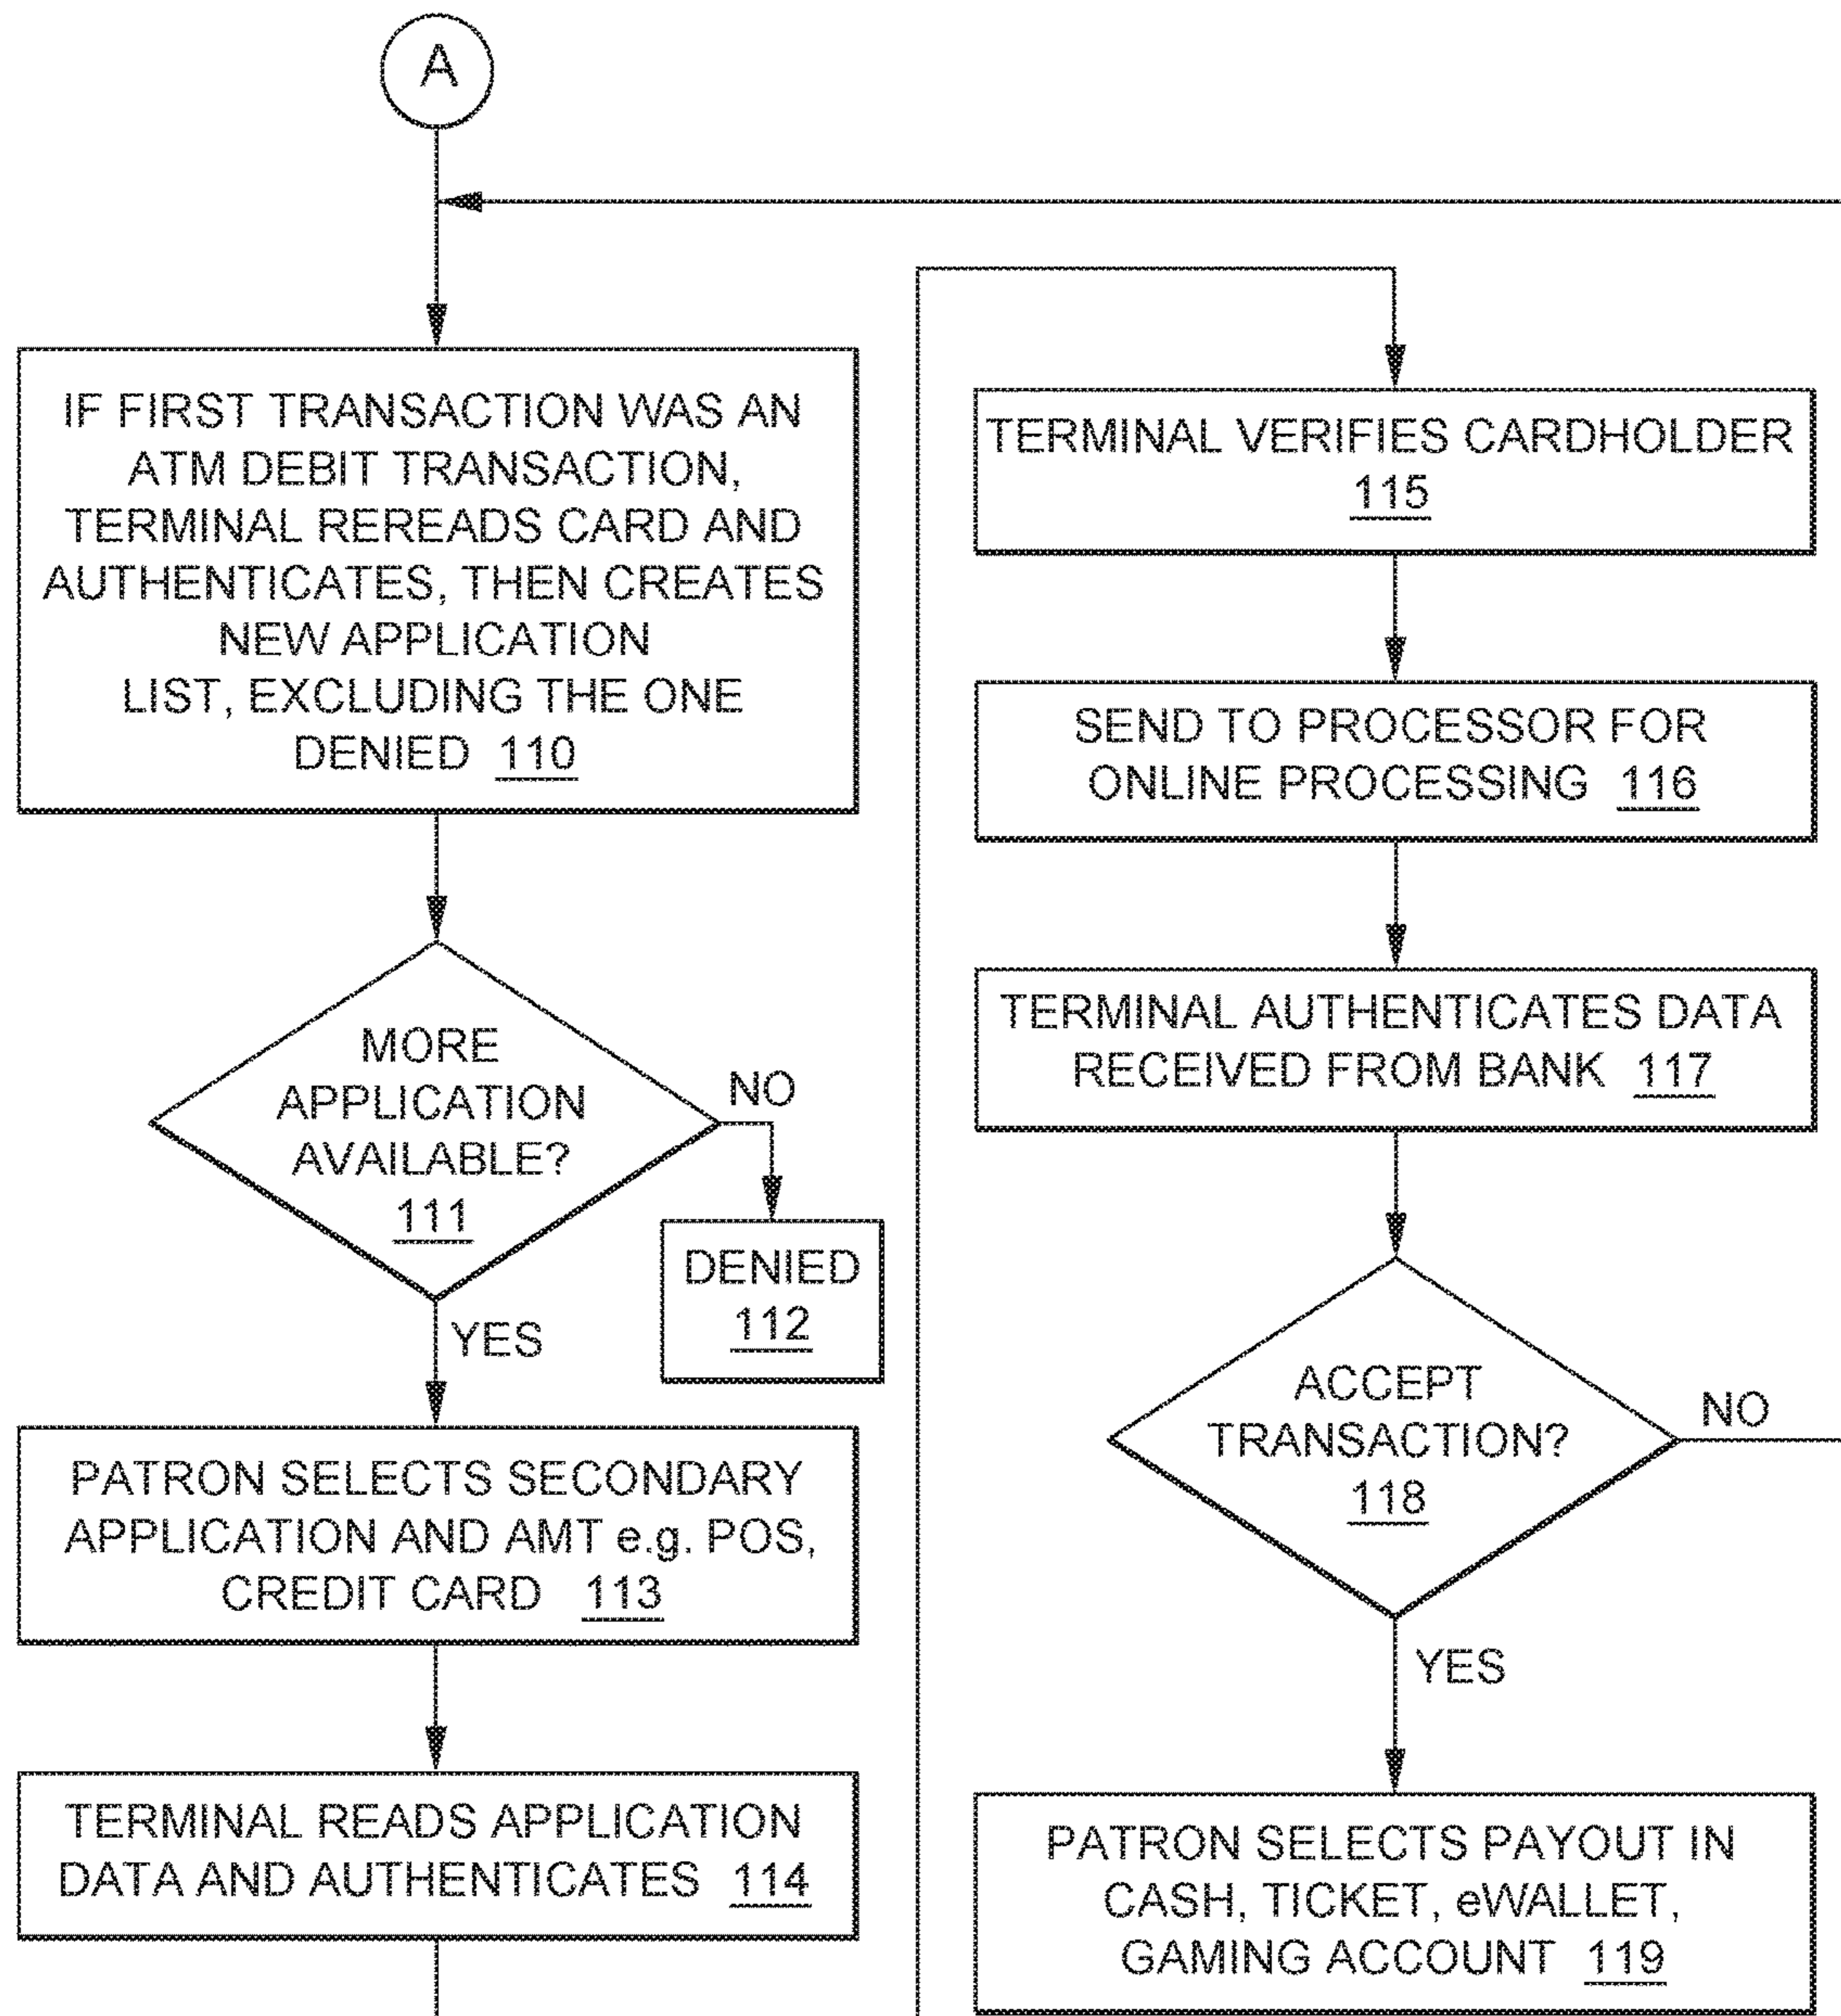 A
IF FIRST TRANSACTION WAS AN
ATM DEBIT TRANSACTION,
TERMINAL REREADS CARD AND
AUTHENTICATES, THEN CREATES
NEW APPLICATION
LIST, EXCLUDING THE ONE
DENIED 110
MORE
APPLICATION
AVAILABLE?
111
NO
DENIED
112
YES
PATRON SELECTS SECONDARY
APPLICATION AND AMT e.g. POS,
CREDIT CARD 113
TERMINAL READS APPLICATION
DATA AND AUTHENTICATES 114
TERMINAL VERIFIES CARDHOLDER
115
SEND TO PROCESSOR FOR
ONLINE PROCESSING 116
TERMINAL AUTHENTICATES DATA
RECEIVED FROM BANK 117
ACCEPT
TRANSACTION?
118
NO
YES
PATRON SELECTS PAYOUT IN
CASH, TICKET, eWALLET,
GAMING ACCOUNT 119